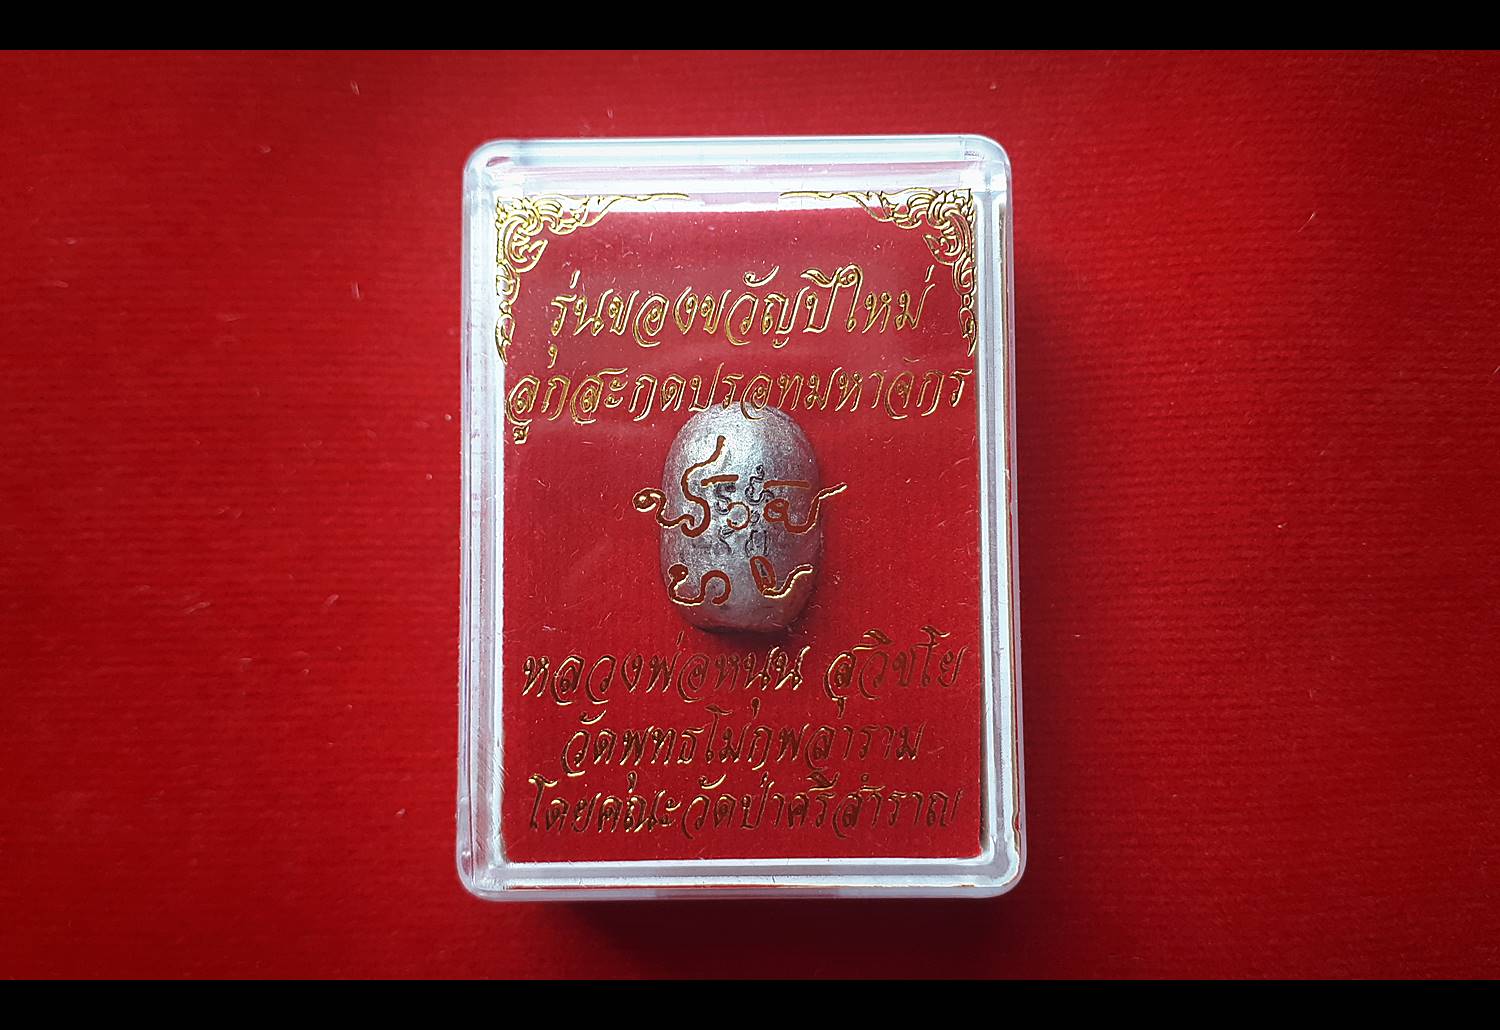 รุ่นของขวัญปีใหม่
ลูกสะกดปรอทมหาจักร
หลวงพ่อหนุน สุวิชโย
วัดพุทธโมกพลาราม
โดยคณะวัดป่าศรีสำราญ